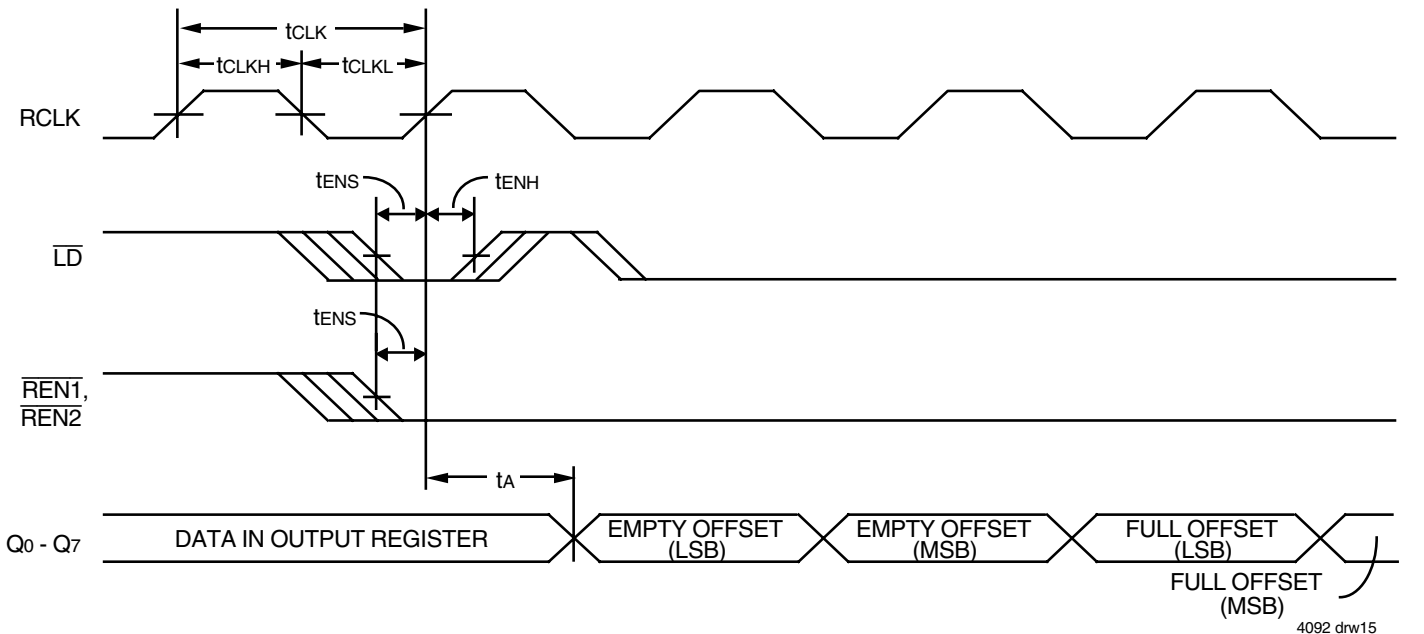 tCLK
tCLKH
tCLKL
RCLK
tENS
tENH
LD
tENS
REN1,
REN2
tA
Q0 - Q7
DATA IN OUTPUT REGISTER
EMPTY OFFSET
(LSB)
EMPTY OFFSET
(MSB)
FULL OFFSET
(LSB)
FULL OFFSET
(MSB)
4092 drw15